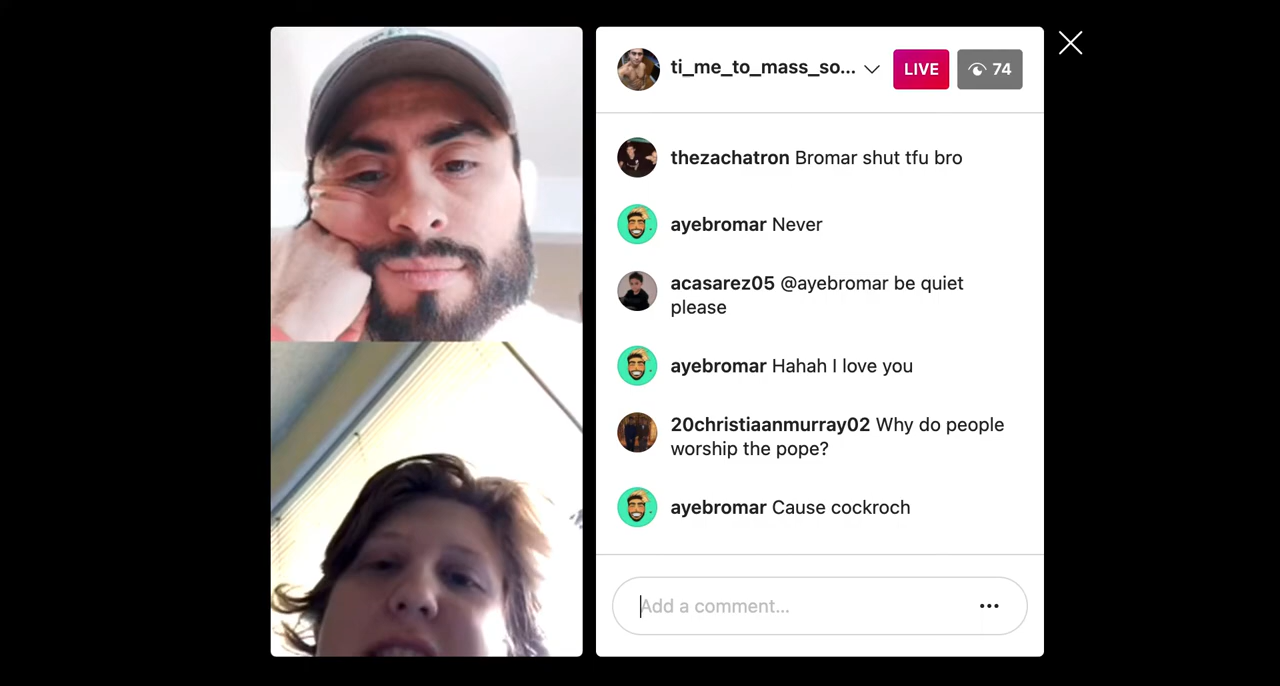 ti_me_to_mass_so...
LIVE
74
thezachatron Bromar shut tfu bro
ayebromar Never
acasarez05 @ayebromar be quiet
please
ayebromar Hahah I love you
20christiaanmurray02 Why do people
worship the pope?
ayebromar Cause cockroch
Add a comment...